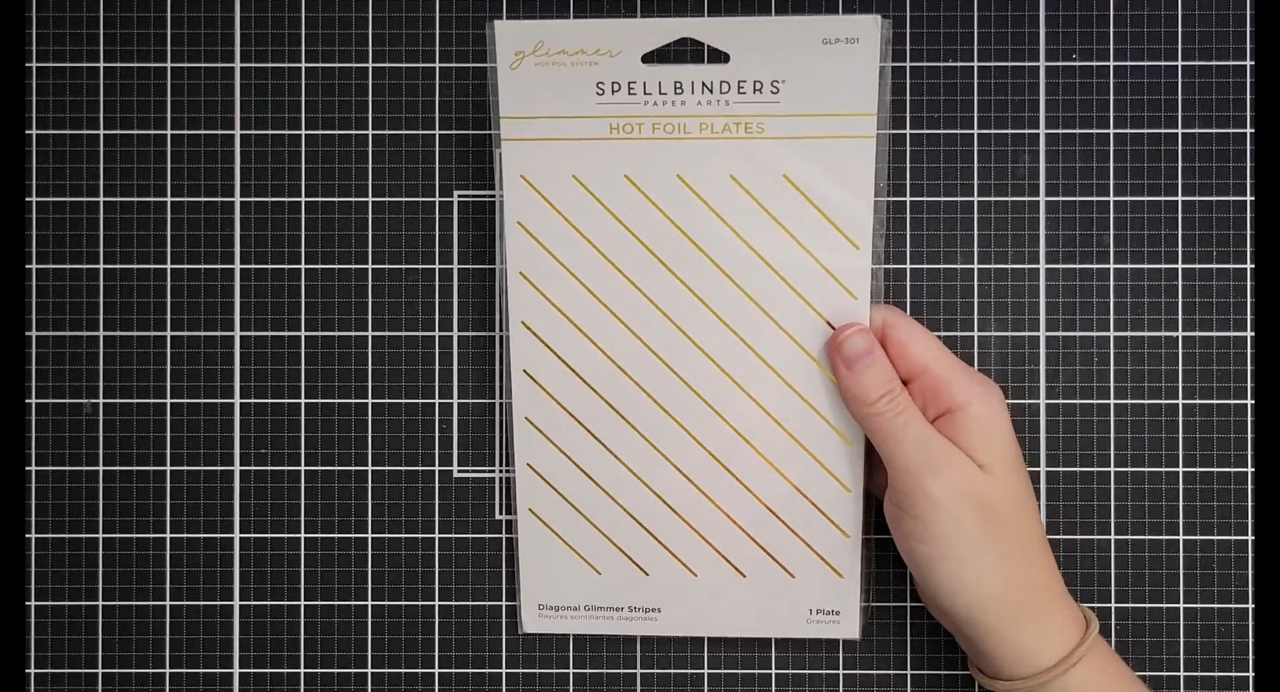 glimmer
HOT FOIL SYSTEM
GLP-301
SPELLBINDERS®
PAPER ARTS
HOT FOIL PLATES
Diagonal Glimmer Stripes
Rayures scintillantes diagonales
1 Plate
Gravures